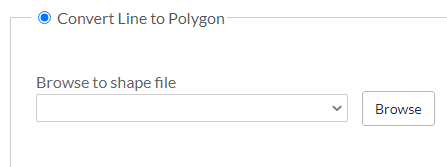 Convert Line to Polygon
Browse to shape file
Browse